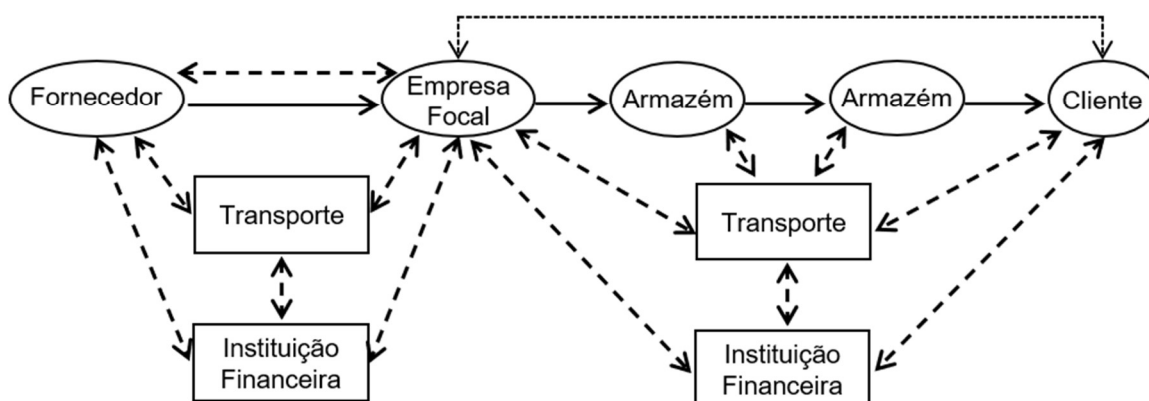 Fornecedor
Empresa
Focal
Armazém
Armazém
Cliente
Transporte
Transporte
Instituição
Financeira
Instituição
Financeira